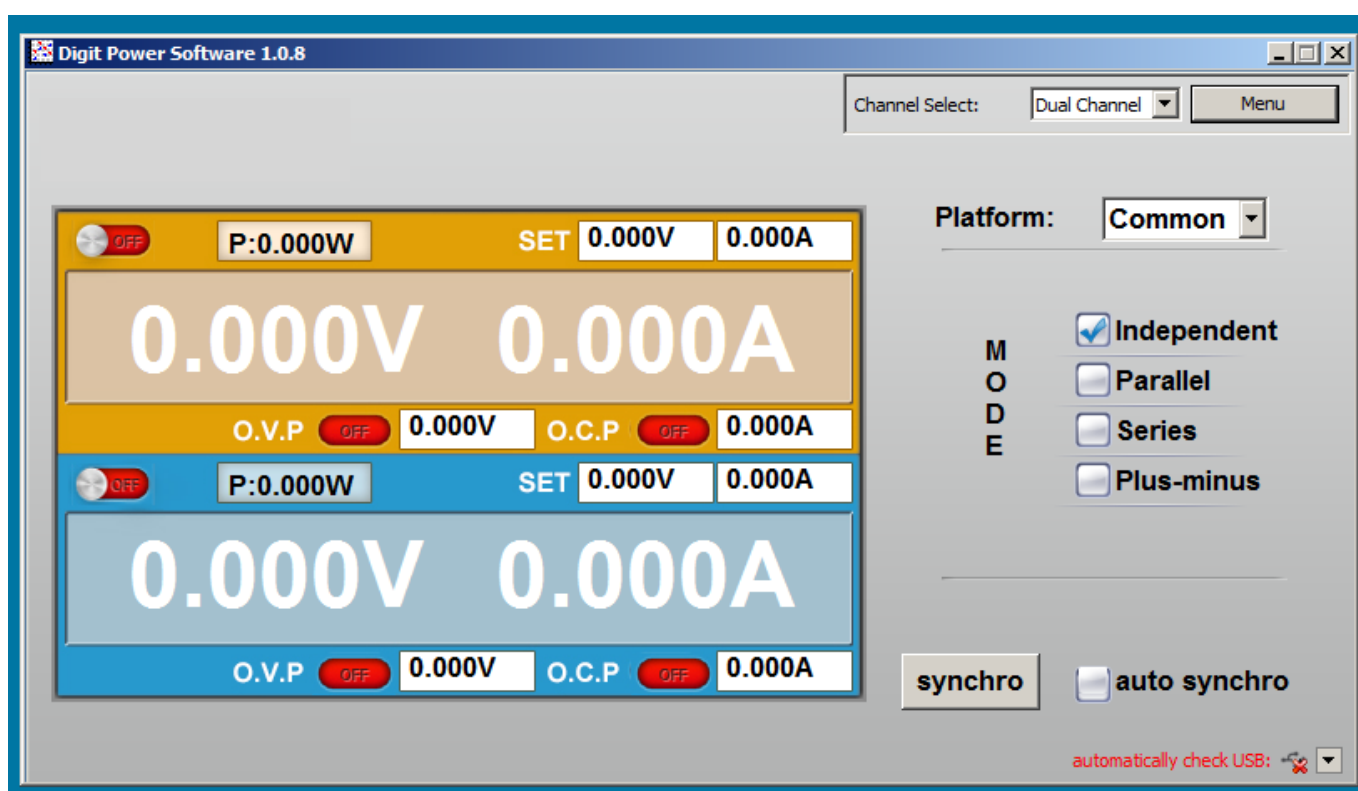 Digit Power Software 1.0.8
Channel Select: Dual Channel Menu
Platform: Common
OFF P:0.000W SET 0.000V 0.000A
0.000V 0.000A
O.V.P OFF 0.000V O.C.P OFF 0.000A
OFF P:0.000W SET 0.000V 0.000A
0.000V 0.000A
O.V.P OFF 0.000V O.C.P OFF 0.000A
MODE
Independent
Parallel
Series
Plus-minus
synchro auto synchro
automatically check USB: